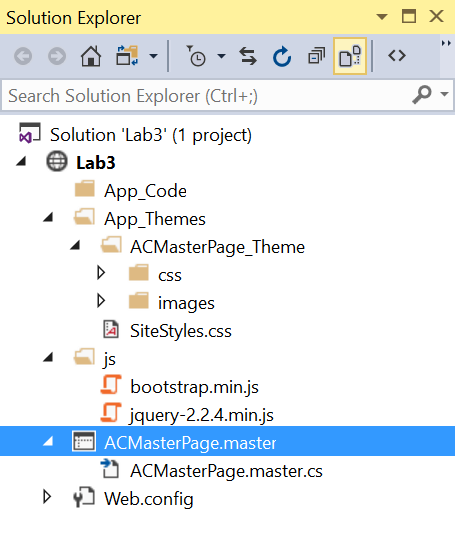 Solution Explorer
Search Solution Explorer (Ctrl+;)
Solution 'Lab3' (1 project)
Lab3
App_Code
App_Themes
ACMasterPage_Theme
css
images
SiteStyles.css
js
bootstrap.min.js
jquery-2.2.4.min.js
ACMasterPage.master
ACMasterPage.master.cs
Web.config